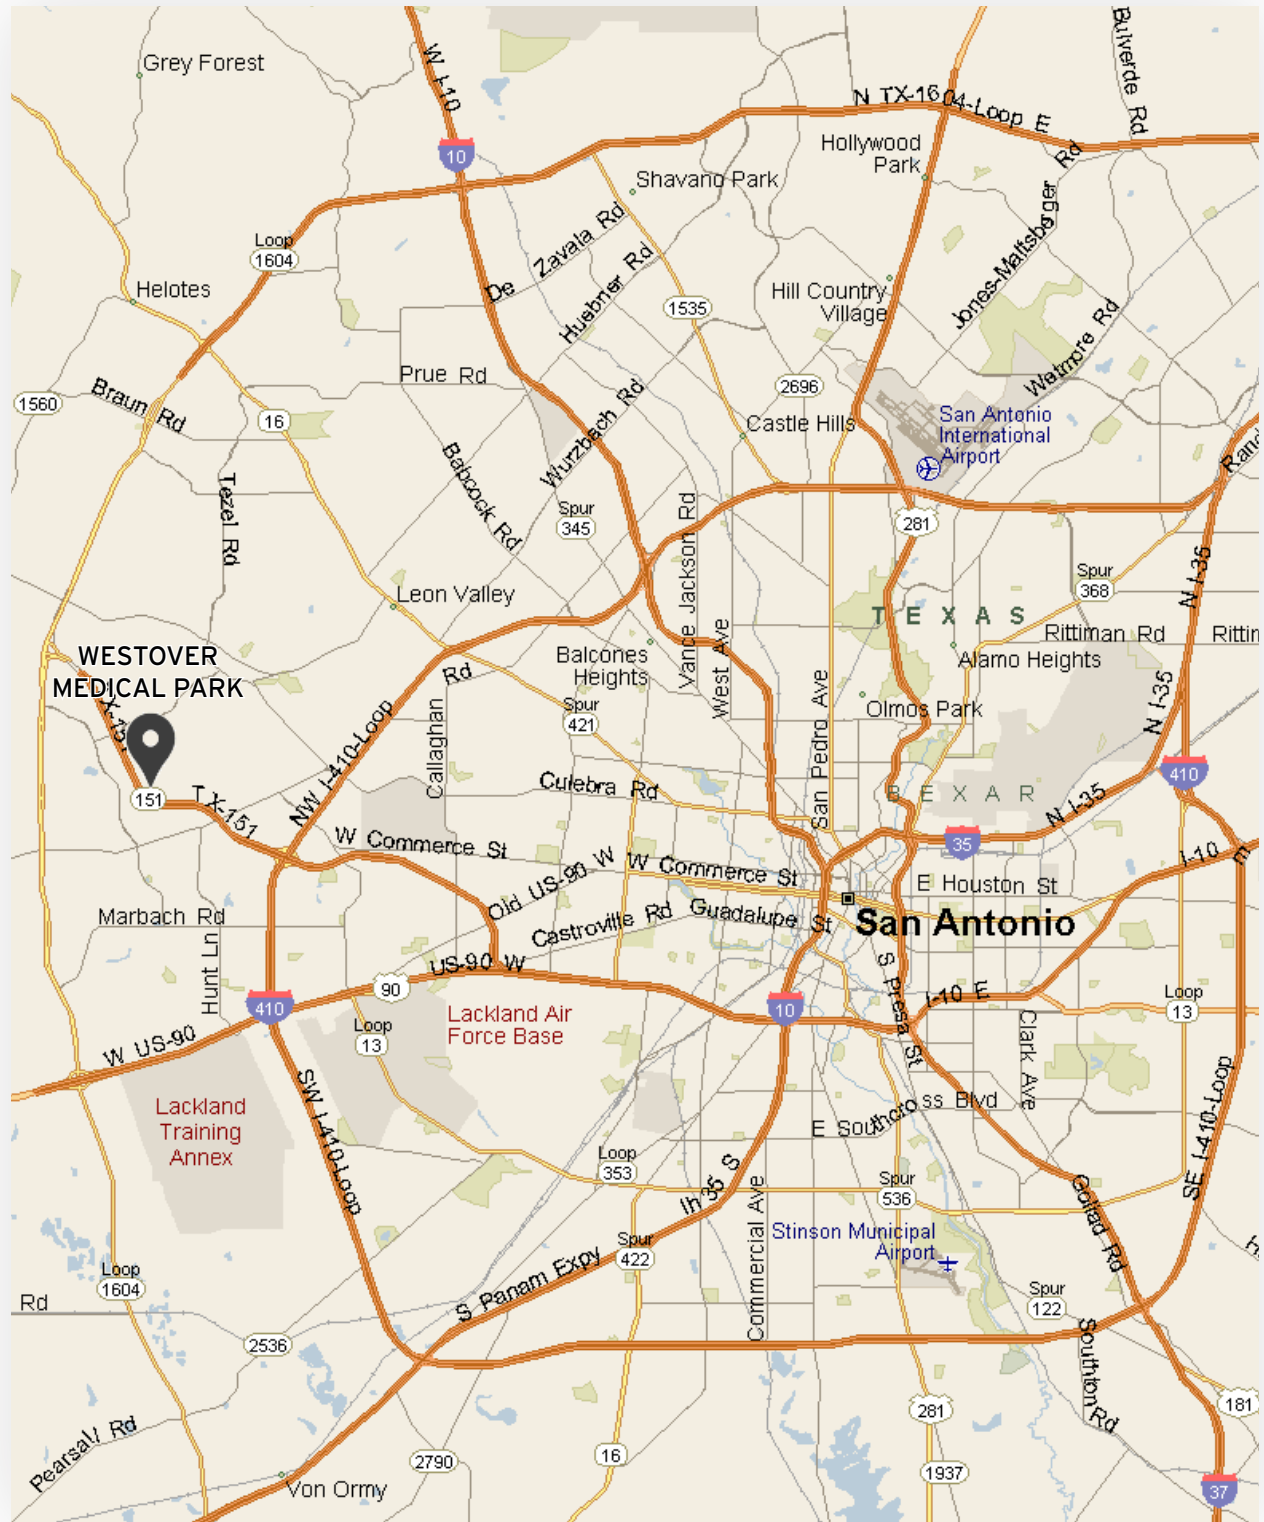 Grey Forest
W I-10
Bulverde Rd
N TX-1604-Loop E
10
Hollywood
Park
Shavano Park
Jones-Maltsberger Rd
Loop
1604
De Zavala Rd
Huebner Rd
Helotes
Hill Country
Village
1535
Wetmore Rd
Prue Rd
2696
1560
Braun Rd
16
Wurzbach Rd
Castle Hills
San Antonio
International
Airport
Babcock Rd
Tezel Rd
Spur
345
Vance Jackson Rd
281
N I-35
Spur
368
Leon Valley
TEXAS
Rittiman Rd
WESTOVER
MEDICAL PARK
Balcones
Heights
West Ave
Alamo Heights
Rd
Callaghan
Spur
421
San Pedro Ave
Olmos Park
N I-35
NW I-410-Loop
410
151
TX-151
Culebra Rd
BEXAR
N I-35
W Commerce St
35
I-10 E
Old US-90 W
W Commerce St
E Houston St
Marbach Rd
Castroville Rd
Guadalupe St
San Antonio
Hunt Ln
US-90 W
S Presa St
90
410
I-10 E
Loop
13
10
Lackland Air
Force Base
Loop
13
Clark Ave
W US-90
SE I-410-Loop
Lackland
Training
Annex
SW I-410-Loop
E Southcross Blvd
Loop
353
Ih 35 S
Spur
536
Goliad Rd
Commercial Ave
Stinson Municipal
Airport
Spur
422
S Panam Expy
Loop
1604
Rd
2536
Spur
122
Southton Rd
281
181
Pearsall Rd
2790
16
1937
Von Ormy
37